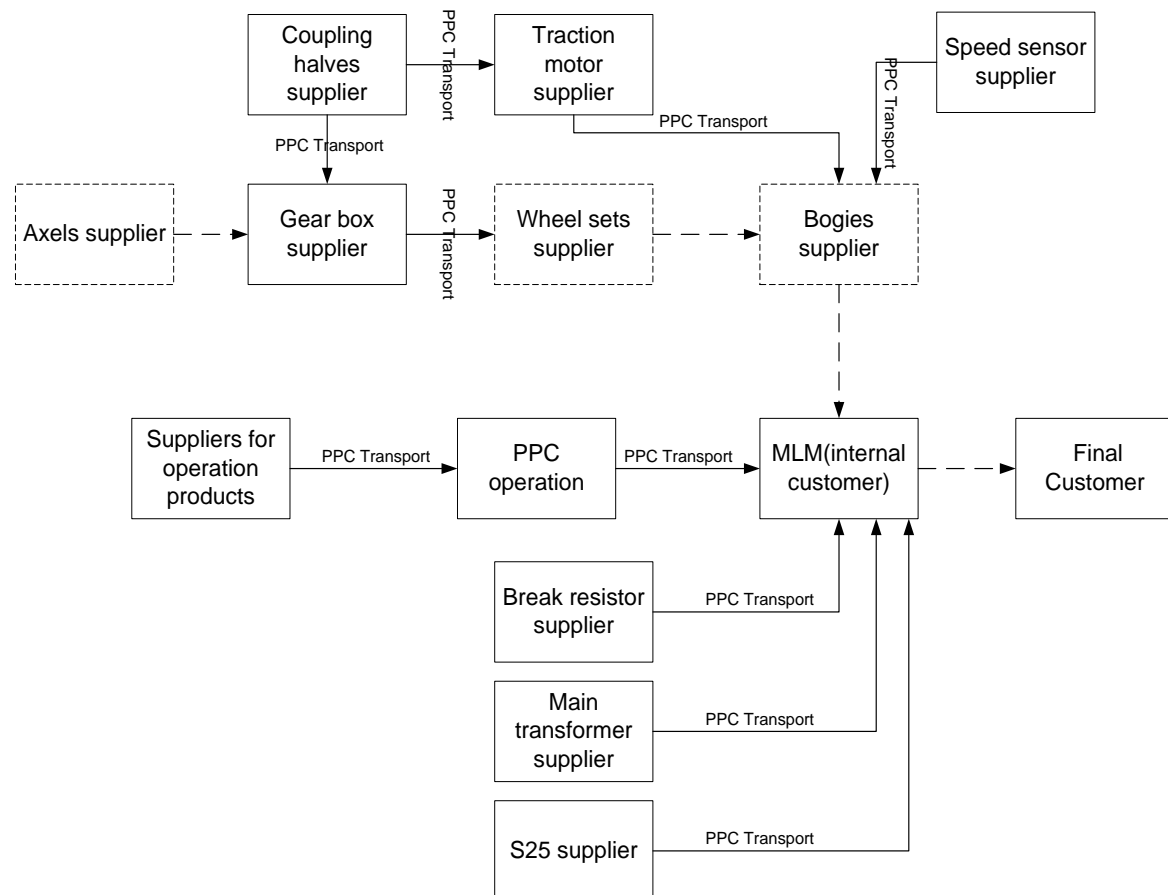 Coupling
halves
supplier
PPC Transport
Traction
motor
supplier
Speed sensor
supplier
PPC Transport
PPC Transport
PPC Transport
Axels supplier
Gear box
supplier
PPC Transport
Wheel sets
supplier
Bogies
supplier
Suppliers for
operation
products
PPC Transport
PPC
operation
PPC Transport
MLM(internal
customer)
Final
Customer
Break resistor
supplier
PPC Transport
Main
transformer
supplier
PPC Transport
S25 supplier
PPC Transport